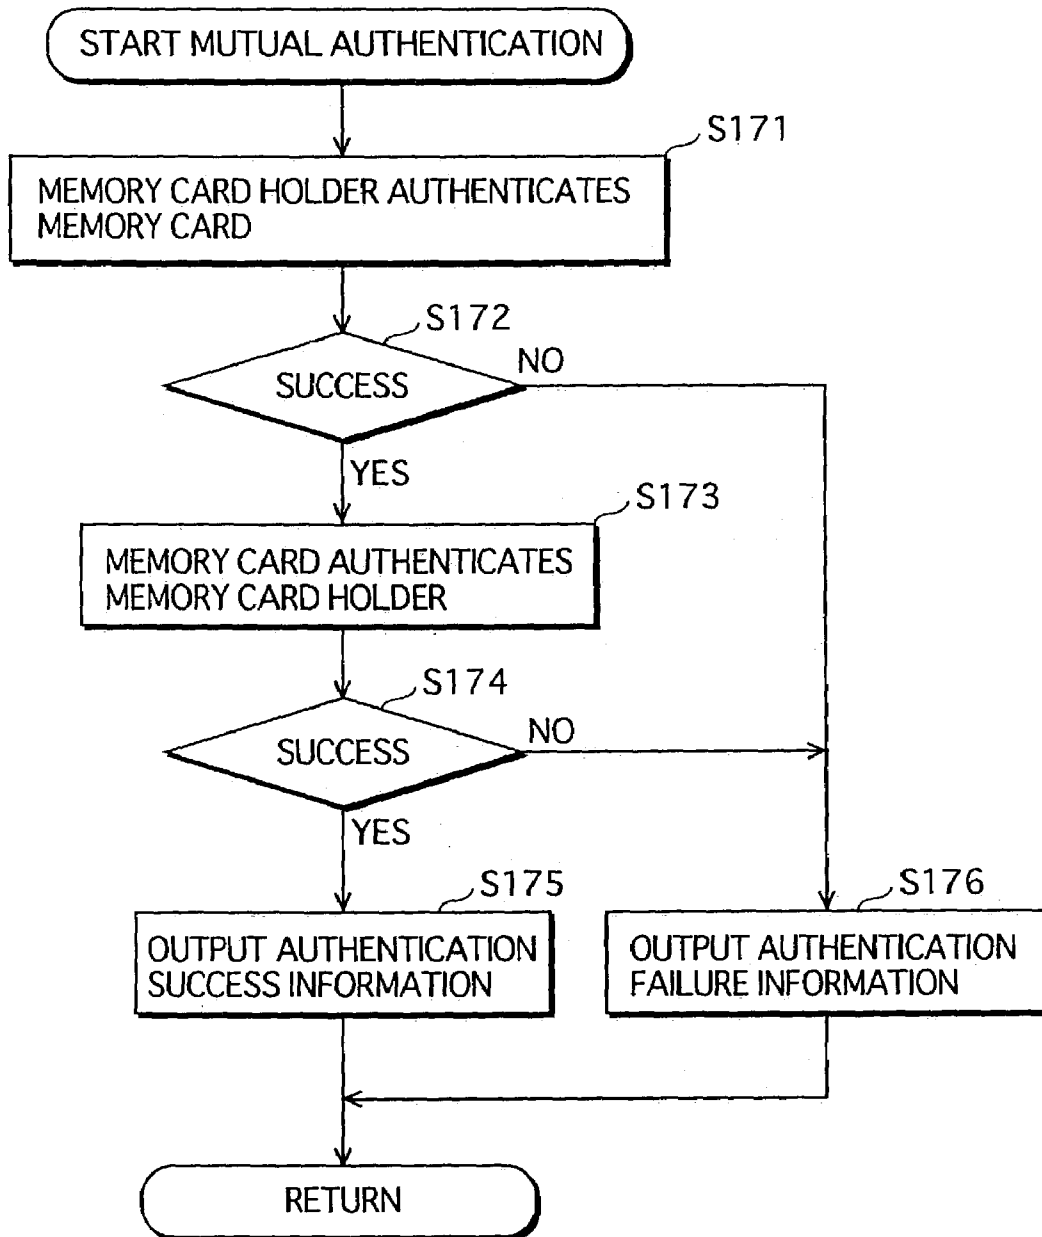 START MUTUAL AUTHENTICATION
S171
MEMORY CARD HOLDER AUTHENTICATES
MEMORY CARD
S172
SUCCESS
NO
YES
S173
MEMORY CARD AUTHENTICATES
MEMORY CARD HOLDER
S174
SUCCESS
NO
YES
S175
OUTPUT AUTHENTICATION
SUCCESS INFORMATION
S176
OUTPUT AUTHENTICATION
FAILURE INFORMATION
RETURN